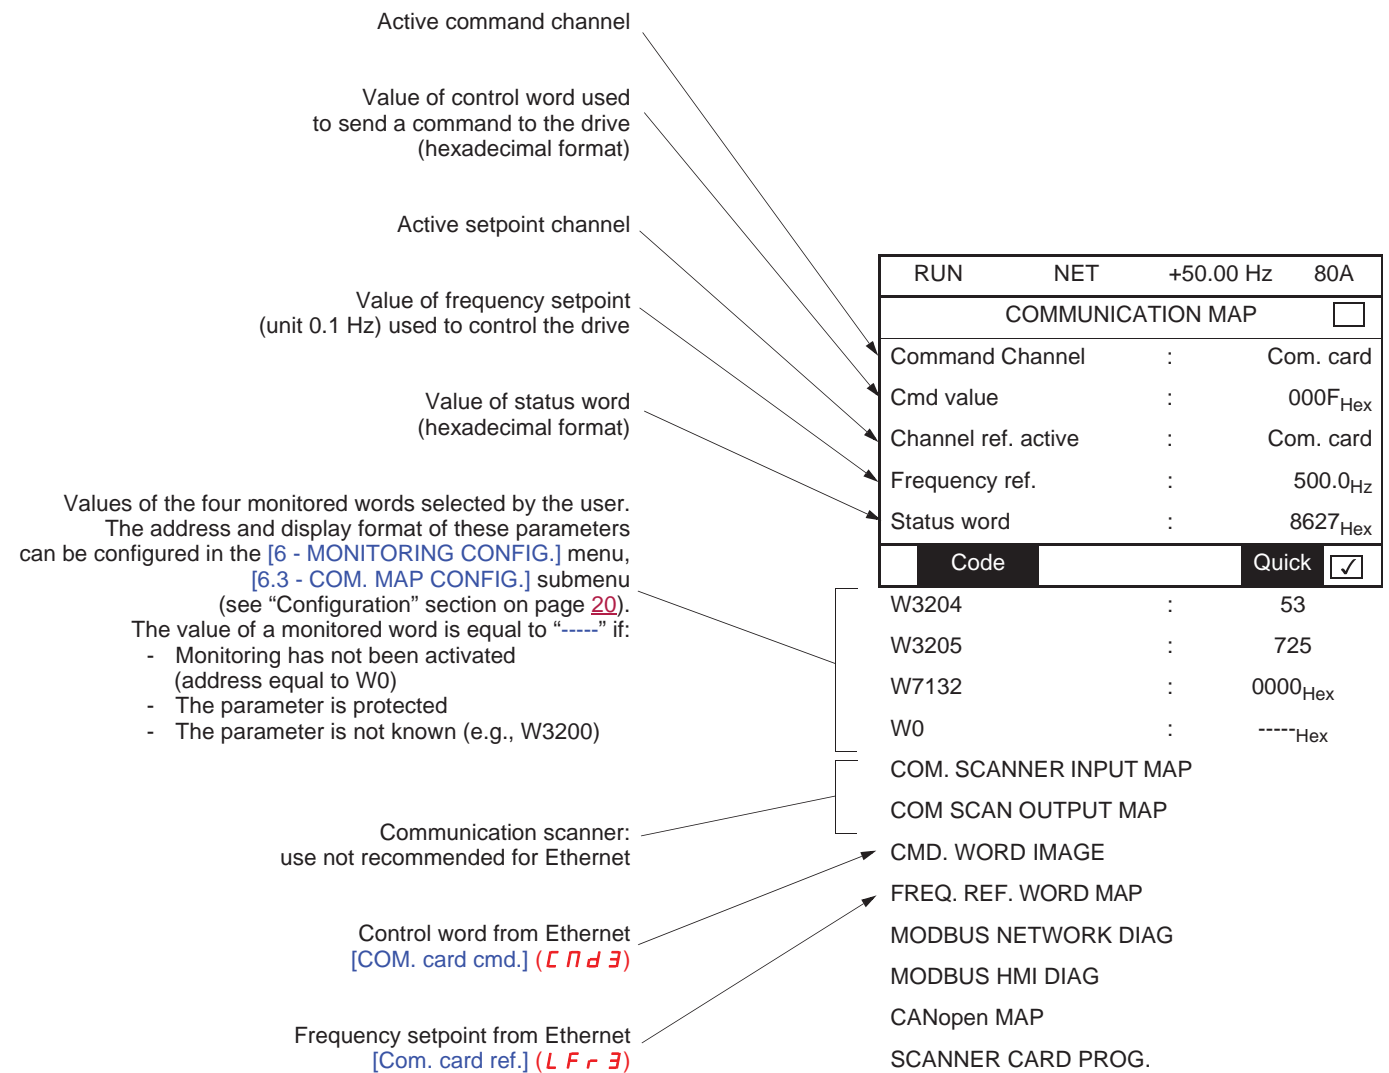 Active command channel
Value of control word used
to send a command to the drive
(hexadecimal format)
Active setpoint channel
Value of frequency setpoint
(unit 0.1 Hz) used to control the drive
Value of status word
(hexadecimal format)
Values of the four monitored words selected by the user.
The address and display format of these parameters
can be configured in the [6 - MONITORING CONFIG.] menu,
[6.3 - COM. MAP CONFIG.] submenu
(see “Configuration” section on page 20).
The value of a monitored word is equal to “-----” if:
- Monitoring has not been activated
(address equal to W0)
- The parameter is protected
- The parameter is not known (e.g., W3200)
Communication scanner:
use not recommended for Ethernet
Control word from Ethernet
[COM. card cmd.] (CMd3)
Frequency setpoint from Ethernet
[Com. card ref.] (LFr3)
RUN NET +50.00 Hz 80A
COMMUNICATION MAP
Command Channel : Com. card
Cmd value : 000FHex
Channel ref. active : Com. card
Frequency ref. : 500.0Hz
Status word : 8627Hex
Code Quick
W3204 : 53
W3205 : 725
W7132 : 0000Hex
W0 : -----Hex
COM. SCANNER INPUT MAP
COM SCAN OUTPUT MAP
CMD. WORD IMAGE
FREQ. REF. WORD MAP
MODBUS NETWORK DIAG
MODBUS HMI DIAG
CANopen MAP
SCANNER CARD PROG.